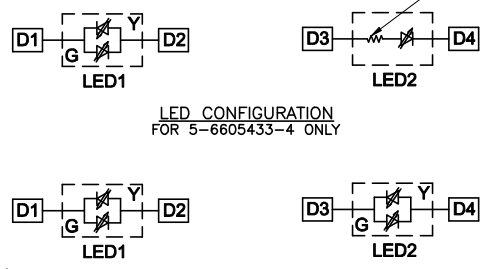 D1 G Y D2 D3 D4
LED1 LED2
LED CONFIGURATION
FOR 5-6605433-4 ONLY
D1 G Y D2 D3 G Y D4
LED1 LED2